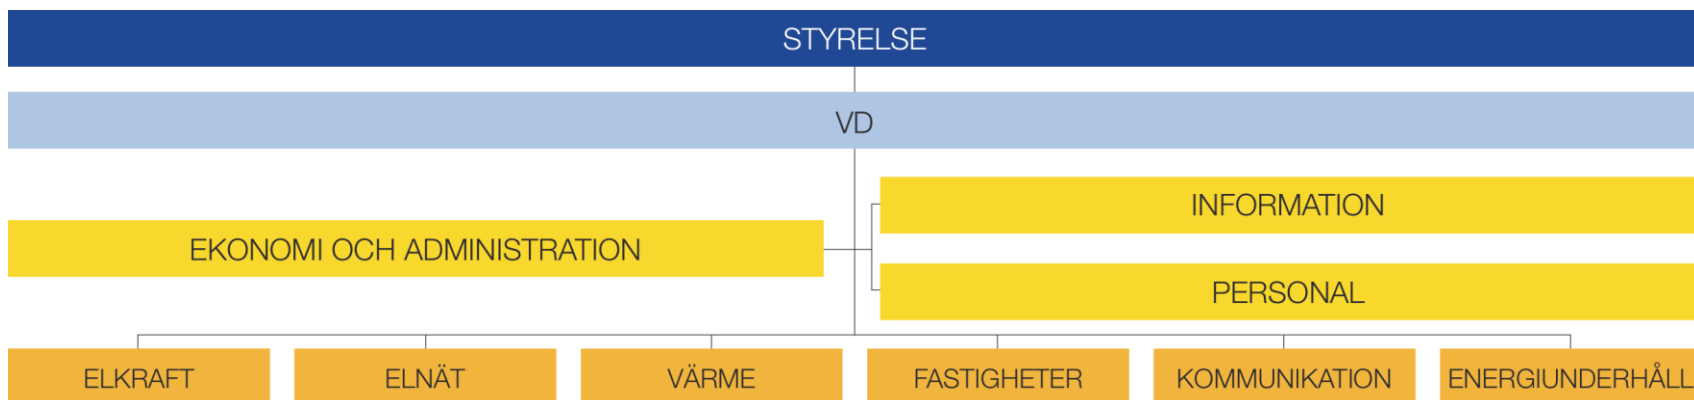 STYRELSE
VD
INFORMATION
EKONOMI OCH ADMINISTRATION
PERSONAL
ELKRAFT
ELNÄT
VÄRME
FASTIGHETER
KOMMUNIKATION
ENERGIUNDERHÅLL